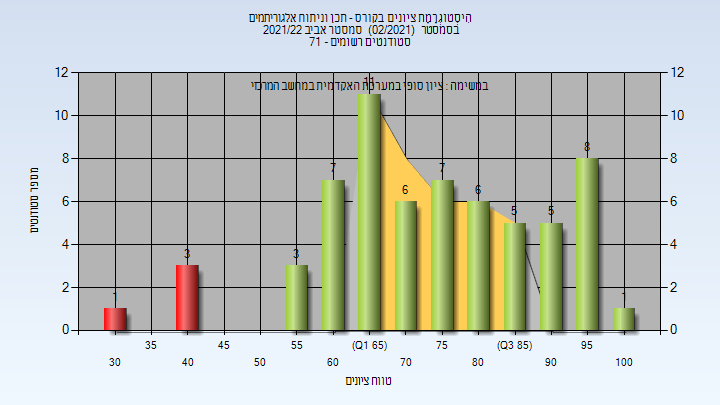 היסטוגרמת ציונים בקורס - תכן וניתוח אלגוריתמים
בסמסטר (02/2021) סמסטר אביב 2021/22
סטודנטים רשומים - 71
במשימה : ציון סופי במערכת האקדמית במחשב המרכזי
מספר סטודנטים
12 12
10 10
8 8
6 6
4 4
2 2
0 0
1 3 3 7 11 6 7 6 5 5 8 1
35 45 55 (Q1 65) 75 (Q3 85) 95
30 40 50 60 70 80 90 100
טווח ציונים